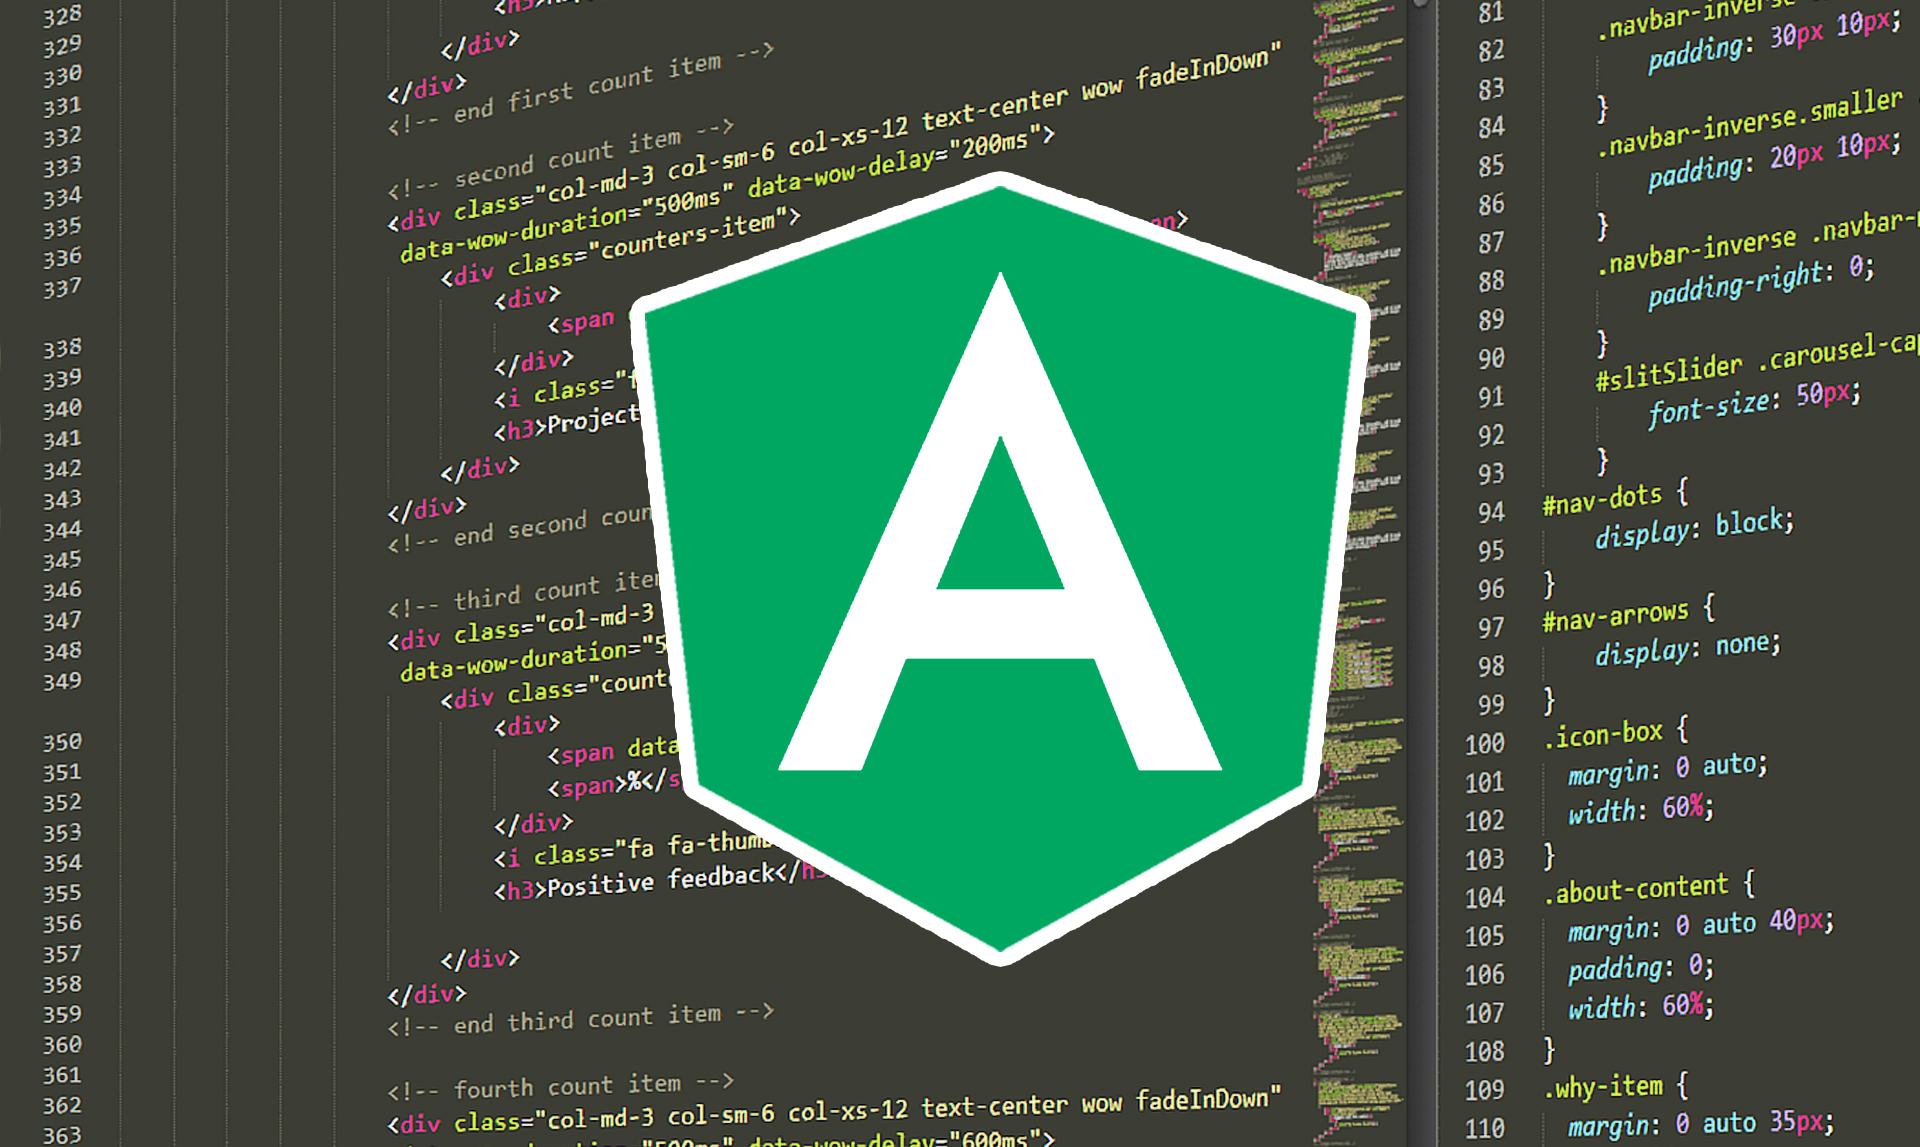 328
329
330
331
332
333
334
335
336
337
338
339
340
341
342
343
344
345
346
347
348
349
350
351
352
353
354
355
356
357
358
359
360
361
362
363
</div>
</div>
<!-- end first count item -->
<!-- second count item -->
<div class="col-md-3 col-sm-6 col-xs-12 text-center wow fadeInDown"
data-wow-duration="500ms" data-wow-delay="200ms">
<div class="counters-item">
<div>
<span
</div>
<i class="f
<h3>Project
</div>
</div>
<!-- end second coun
<!-- third count item
<div class="col-md-3
data-wow-duration="5
<div class="counte
<div>
<span data
<span>%</s
</div>
<i class="fa fa-thum
<h3>Positive feedback</h3
</div>
</div>
<!-- end third count item -->
<!-- fourth count item -->
<div class="col-md-3 col-sm-6 col-xs-12 text-center wow fadeInDown"
data-wow-delay="600ms">
A
81
82
83
84
85
86
87
88
89
90
91
92
93
94
95
96
97
98
99
100
101
102
103
104
105
106
107
108
109
110
.navbar-inverse
padding: 30px 10px;
}
.navbar-inverse.smaller
padding: 20px 10px;
}
.navbar-inverse .navbar-
padding-right: 0;
}
#slitSlider .carousel-cap
font-size: 50px;
}
#nav-dots {
display: block;
}
#nav-arrows {
display: none;
}
.icon-box {
margin: 0 auto;
width: 60%;
}
.about-content {
margin: 0 auto 40px;
padding: 0;
width: 60%;
}
.why-item {
margin: 0 auto 35px;